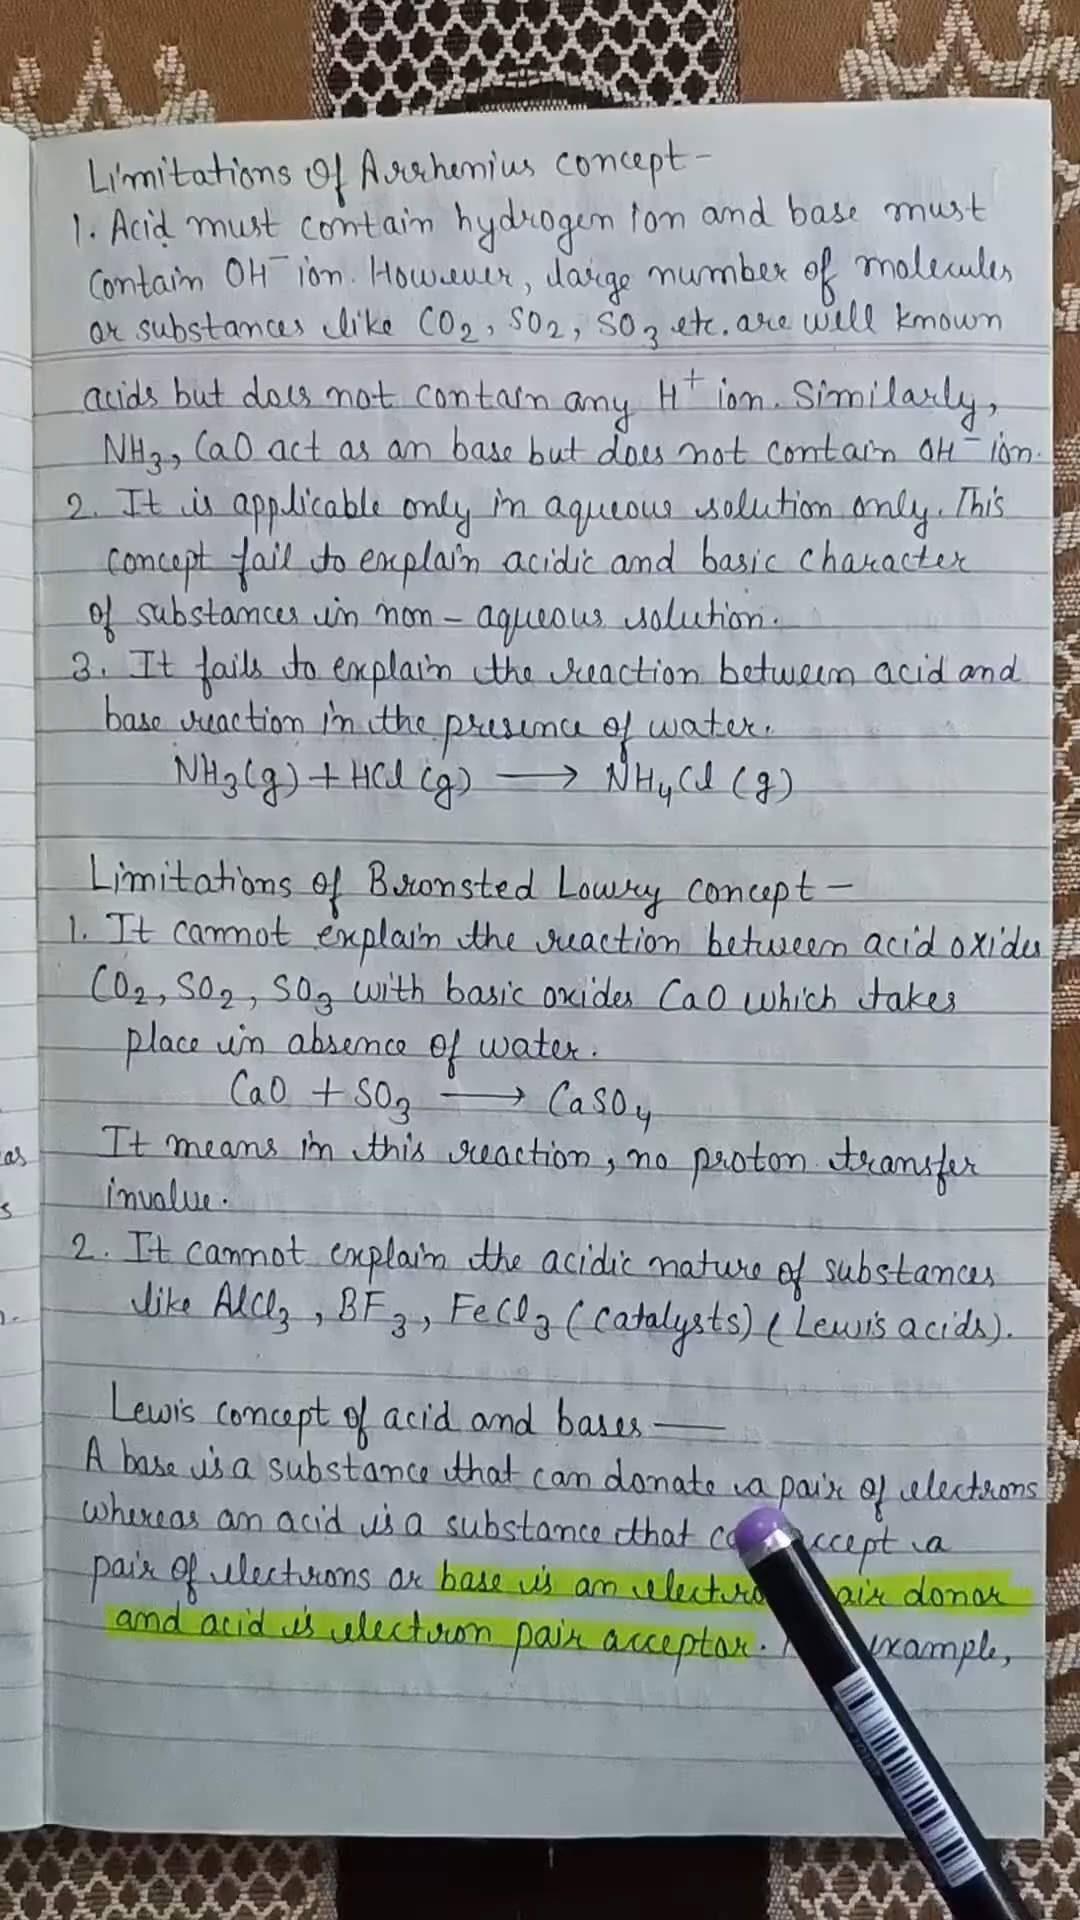 Limitations of Arrhenius concept -
1. Acid must contain hydrogen ion and base must
contain OH⁻ ion. However, large number of molecules
or substances like CO₂, SO₂, SO₃ etc. are well known
acids but does not contain any H⁺ ion. Similarly,
NH₃, CaO act as an base but does not contain OH⁻ ion.
2. It is applicable only in aqueous solution only. This
concept fail to explain acidic and basic character
of substances in non-aqueous solution.
3. It fails to explain the reaction between acid and
base reaction in the presence of water.
NH₃(g) + HCl(g) ⟶ NH₄Cl(g)
Limitations of Bronsted Lowry concept -
1. It cannot explain the reaction between acid oxides
CO₂, SO₂, SO₃ with basic oxides CaO which takes
place in absence of water.
CaO + SO₃ ⟶ CaSO₄
as
It means in this reaction, no proton transfer
s
involve.
2. It cannot explain the acidic nature of substances
like AlCl₃, BF₃, FeCl₃ (Catalysts) (Lewis acids).
Lewis concept of acid and bases —
A base is a substance that can donate a pair of electrons
whereas an acid is a substance that a
pair of electrons or base is an donor
and acid is electron pair acceptor.